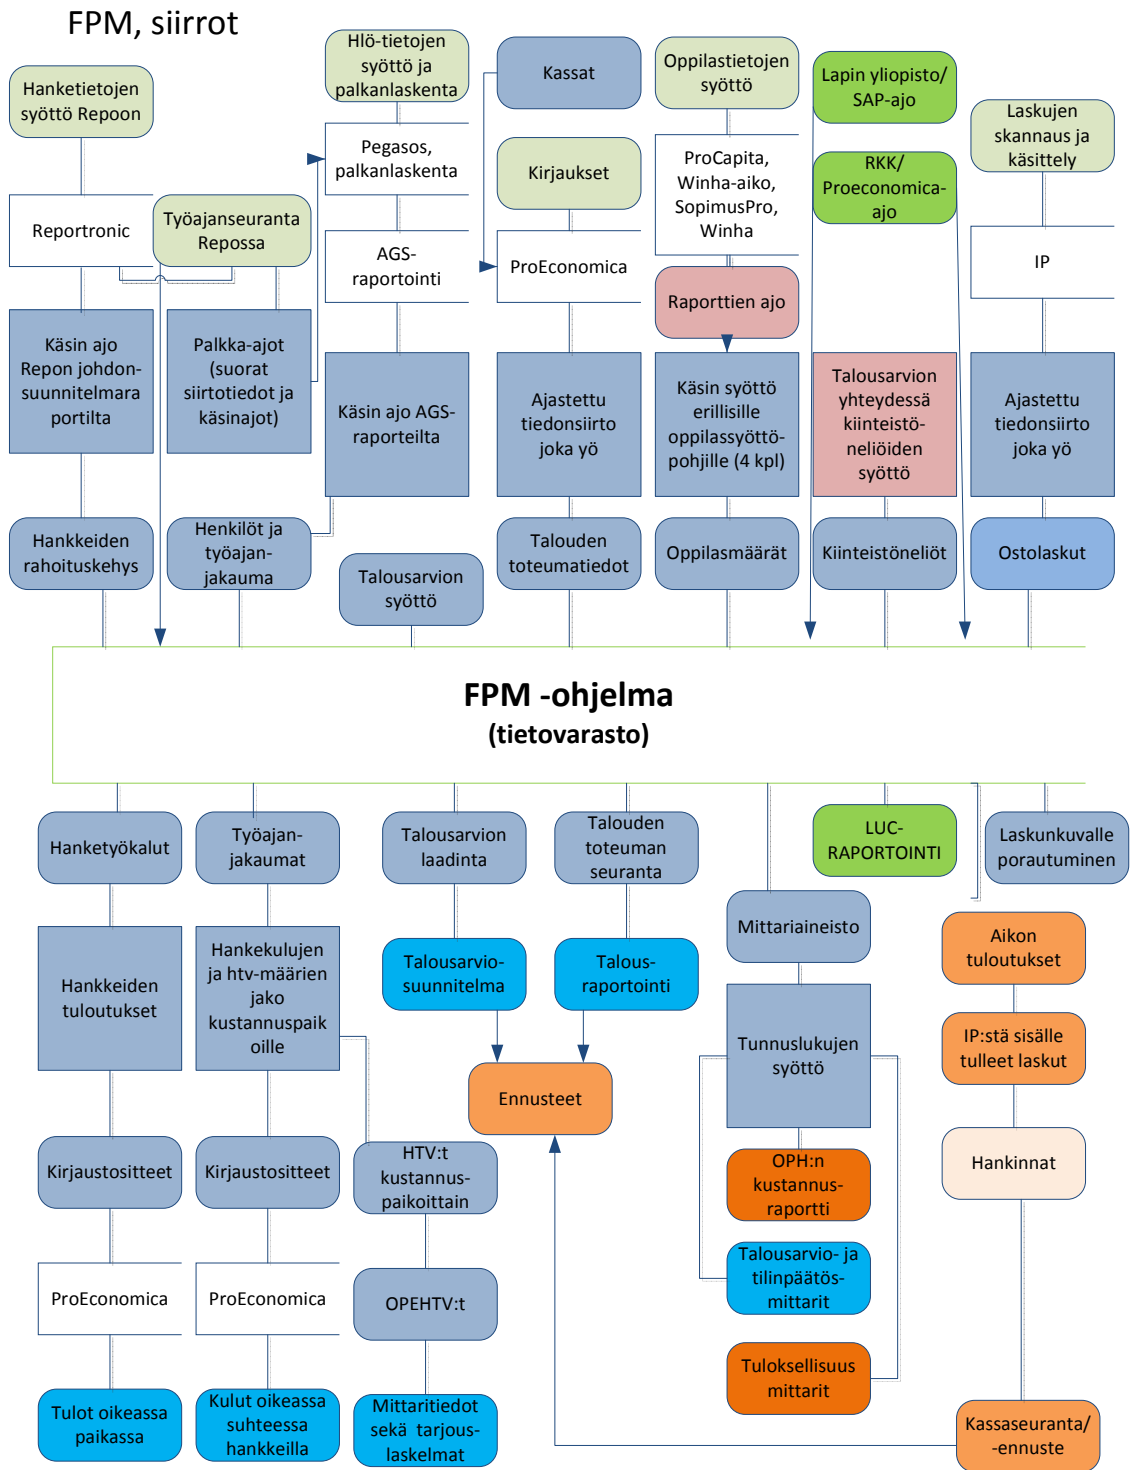 FPM, siirrot
Hanketietojen
syöttö Repoon
Hlö-tietojen
syöttö ja
palkanlaskenta
Kassat
Oppilastietojen
syöttö
Lapin yliopisto/
SAP-ajo
Laskujen
skannaus ja
käsittely
Pegasos,
palkanlaskenta
Kirjaukset
ProCapita,
Winha-aiko,
SopimusPro,
Winha
RKK/
Proeconomica-
ajo
Reportronic
Työajanseuranta
Repossa
AGS-
raportointi
ProEconomica
IP
Raporttien ajo
Käsin ajo
Repon johdon-
suunnitelmara
portilta
Palkka-ajot
(suorat
siirtotiedot ja
käsinajot)
Käsin ajo AGS-
raporteilta
Ajastettu
tiedonsiirto
joka yö
Käsin syöttö
erillisille
oppilassyöttö-
pohjille (4 kpl)
Talousarvion
yhteydessä
kiinteistö-
neliöiden
syöttö
Ajastettu
tiedonsiirto
joka yö
Hankkeiden
rahoituskehys
Henkilöt ja
työajan-
jakauma
Talousarvion
syöttö
Talouden
toteumatiedot
Oppilasmäärät
Kiinteistöneliöt
Ostolaskut
FPM -ohjelma
(tietovarasto)
Hanketyökalut
Työajan-
jakaumat
Talousarvion
laadinta
Talouden
toteuman
seuranta
LUC-
RAPORTOINTI
Laskunkuvalle
porautuminen
Mittariaineisto
Aikon
tuloutukset
Hankkeiden
tuloutukset
Hankekulujen
ja htv-määrien
jako
kustannuspaik
oille
Talousarvio-
suunnitelma
Talous-
raportointi
Tunnuslukujen
syöttö
IP:stä sisälle
tulleet laskut
Ennusteet
Kirjaustositteet
Kirjaustositteet
HTV:t
kustannus-
paikoittain
OPH:n
kustannus-
raportti
Hankinnat
ProEconomica
ProEconomica
OPEHTV:t
Talousarvio- ja
tilinpäätös-
mittarit
Tuloksellisuus
mittarit
Tulot oikeassa
paikassa
Kulut oikeassa
suhteessa
hankkeilla
Mittaritiedot
sekä tarjous-
laskelmat
Kassaseuranta/
-ennuste